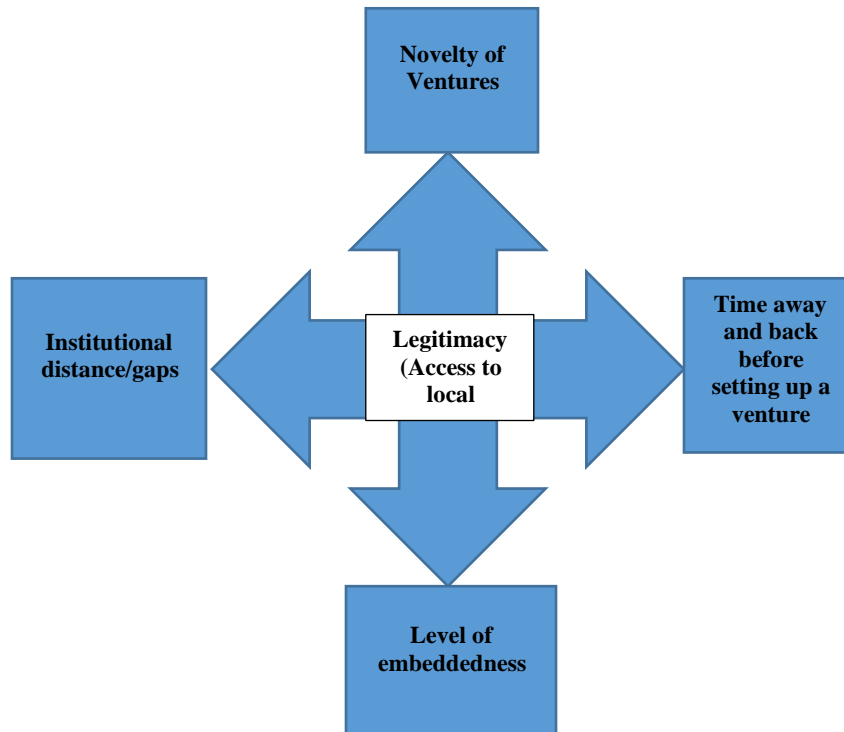 Novelty of
Ventures
Institutional
distance/gaps
Legitimacy
(Access to
local
Time away
and back
before
setting up a
venture
Level of
embeddedness